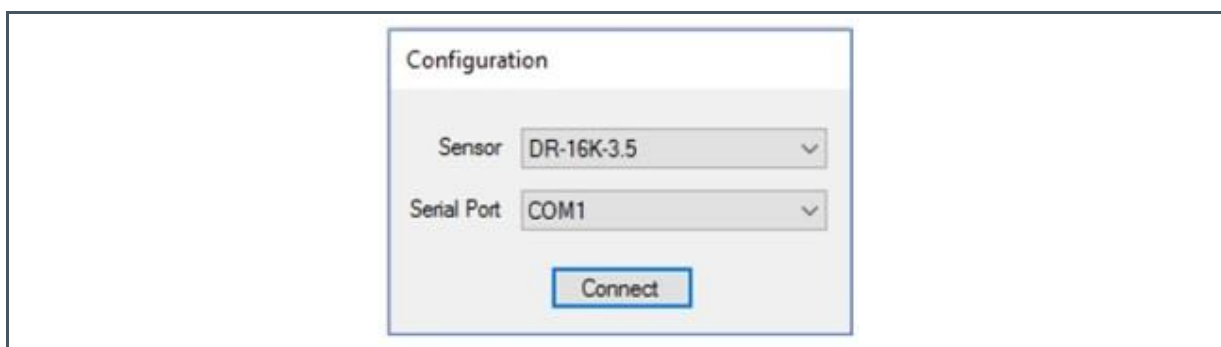 Configuration
Sensor DR-16K-3.5
Serial Port COM1
Connect